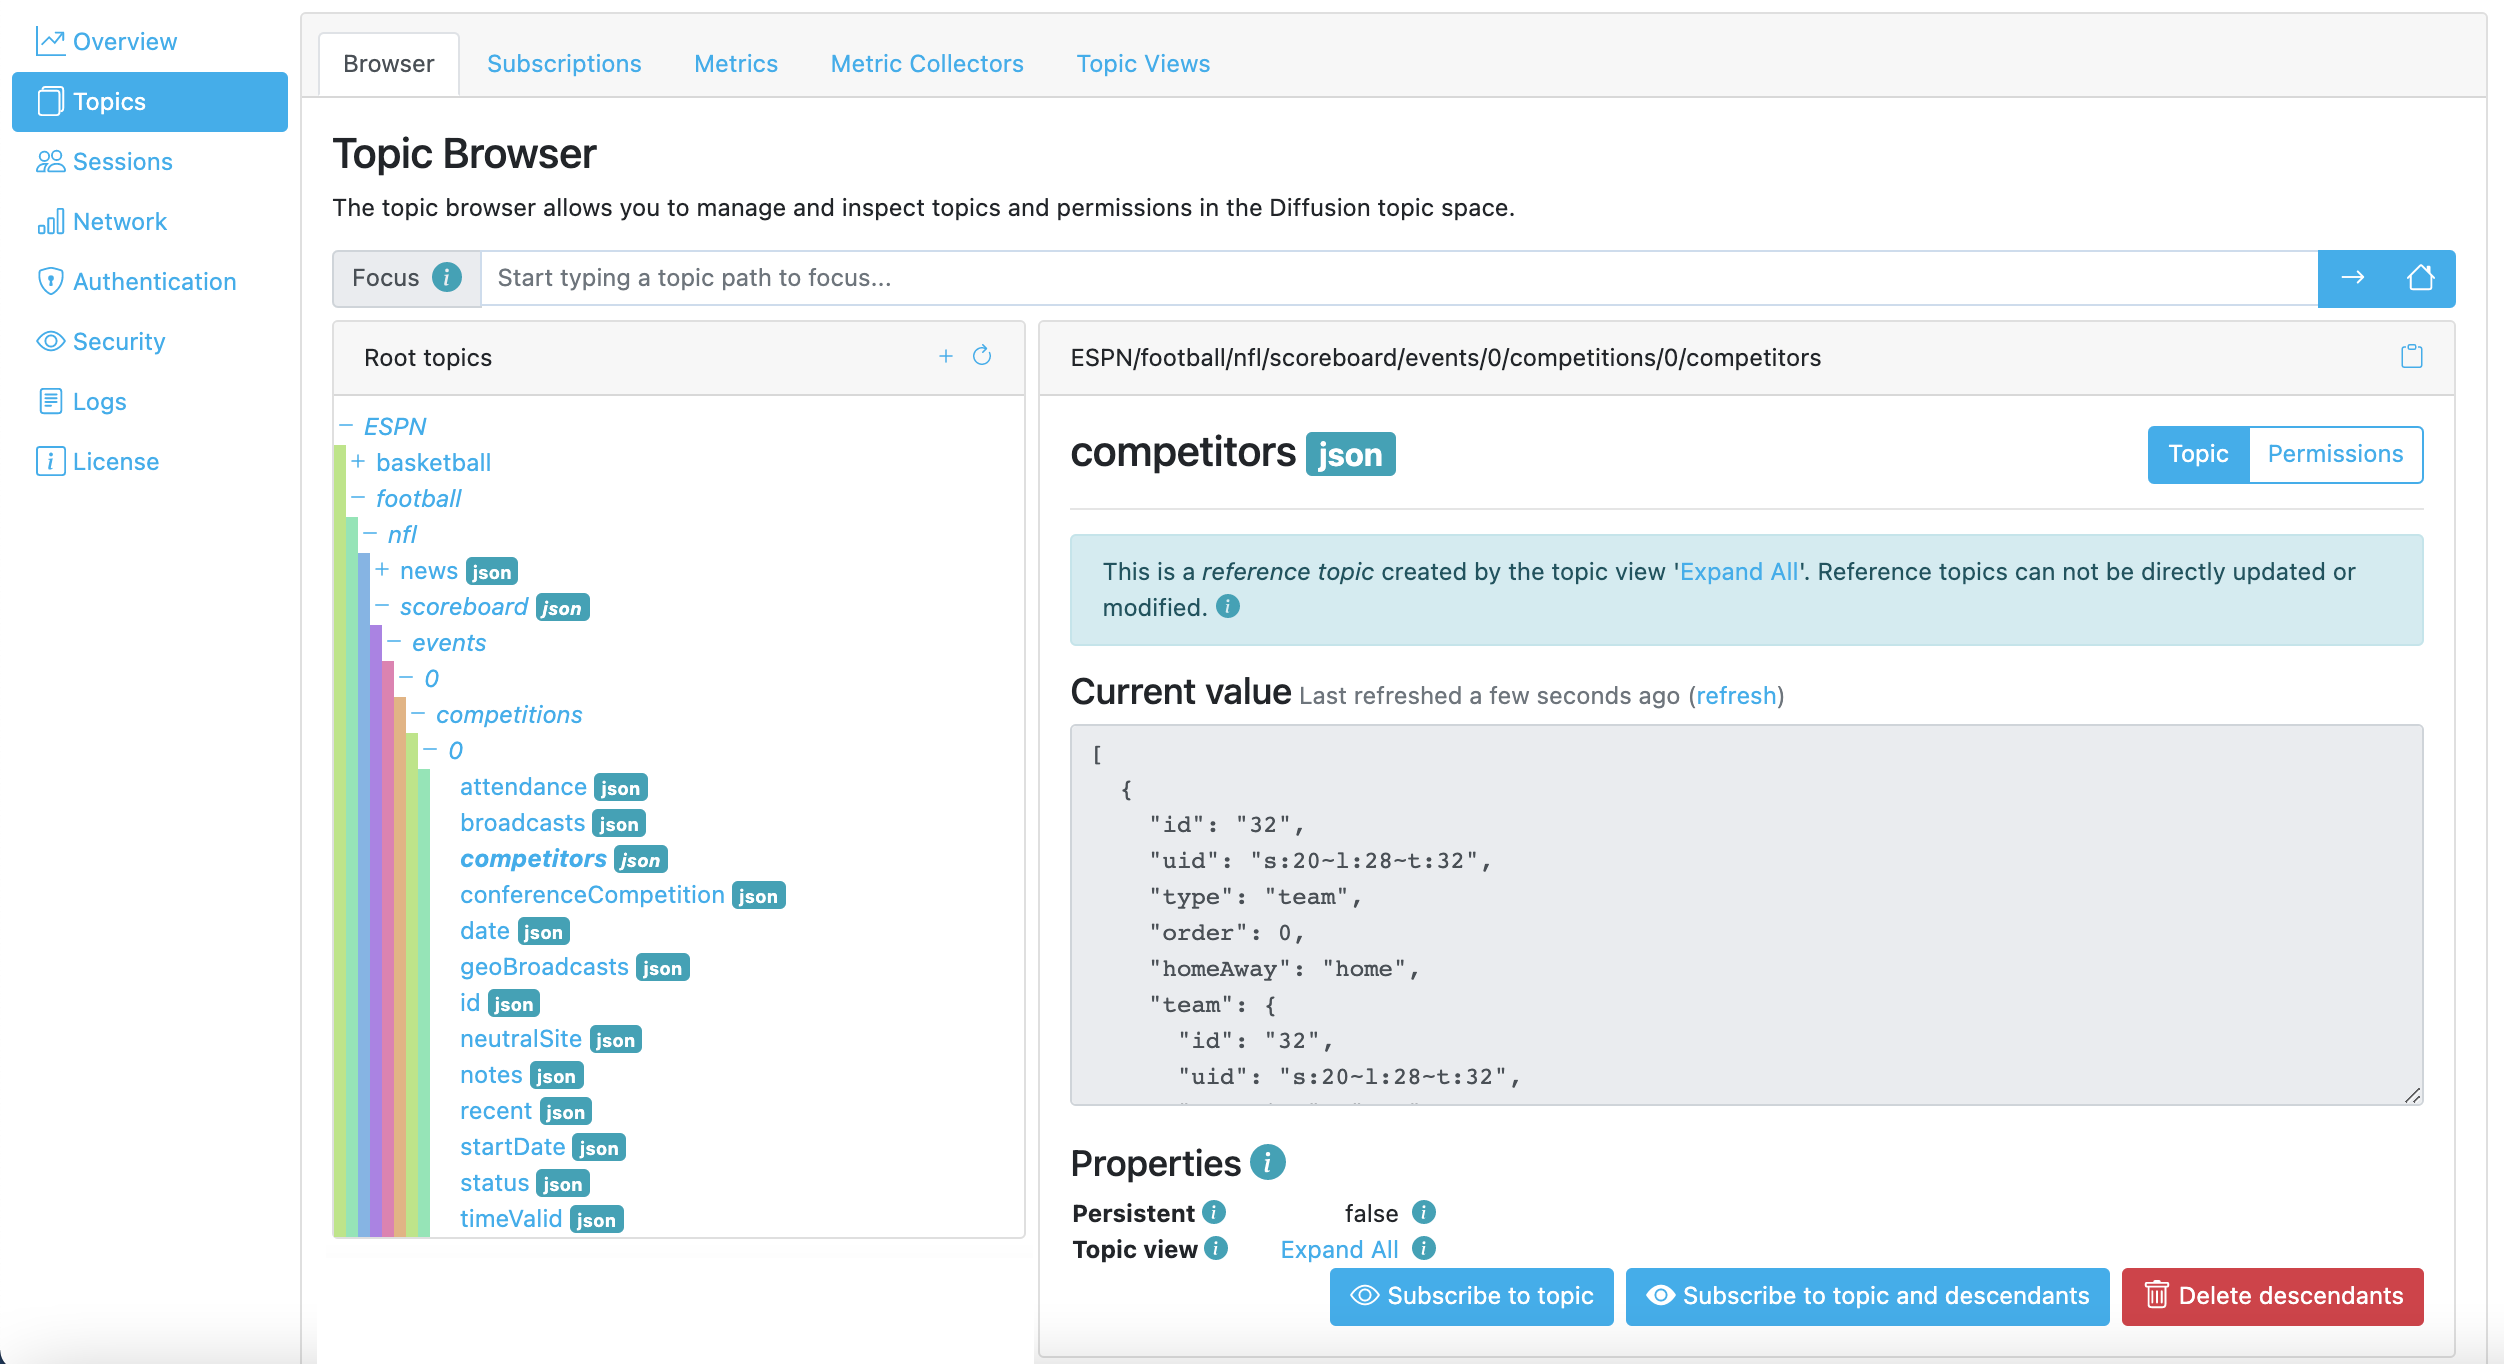 Overview
Topics
Sessions
Network
Authentication
Security
Logs
License
Browser
Subscriptions
Metrics
Metric Collectors
Topic Views
Topic Browser
The topic browser allows you to manage and inspect topics and permissions in the Diffusion topic space.
Focus i
Start typing a topic path to focus...
Root topics
+
− ESPN
+ basketball
− football
− nfl
+ news json
− scoreboard json
− events
− 0
− competitions
− 0
attendance json
broadcasts json
competitors json
conferenceCompetition json
date json
geoBroadcasts json
id json
neutralSite json
notes json
recent json
startDate json
status json
timeValid json
ESPN/football/nfl/scoreboard/events/0/competitions/0/competitors
competitors json
Topic
Permissions
This is a reference topic created by the topic view 'Expand All'. Reference topics can not be directly updated or
modified. i
Current value Last refreshed a few seconds ago (refresh)
[
{
"id": "32",
"uid": "s:20~l:28~t:32",
"type": "team",
"order": 0,
"homeAway": "home",
"team": {
"id": "32",
"uid": "s:20~l:28~t:32",
Properties i
Persistent i false i
Topic view i Expand All i
Subscribe to topic
Subscribe to topic and descendants
Delete descendants